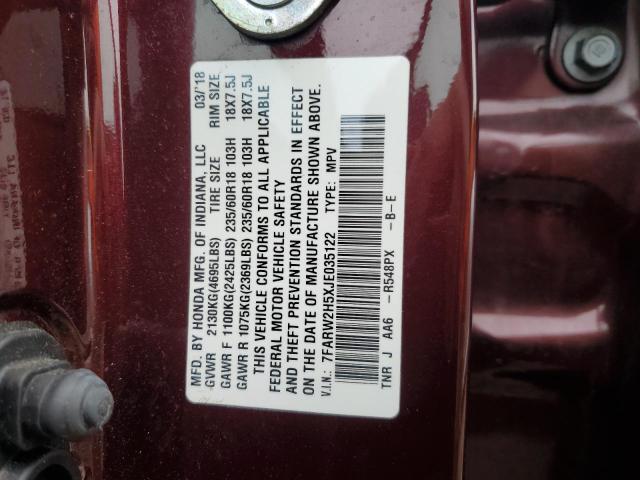 MFD. BY HONDA MFG. OF INDIANA, LLC 03/'18
GVWR 2130KG(4695LBS) TIRE SIZE RIM SIZE
GAWR F 1100KG(2425LBS) 235/60R18 103H 18X7.5J
GAWR R 1075KG(2369LBS) 235/60R18 103H 18X7.5J
THIS VEHICLE CONFORMS TO ALL APPLICABLE
FEDERAL MOTOR VEHICLE SAFETY
AND THEFT PREVENTION STANDARDS IN EFFECT
ON THE DATE OF MANUFACTURE SHOWN ABOVE.
V.I.N.: 7FARW2H5XJE035122 TYPE: MPV
TNR J AA6 -R548PX -B-E